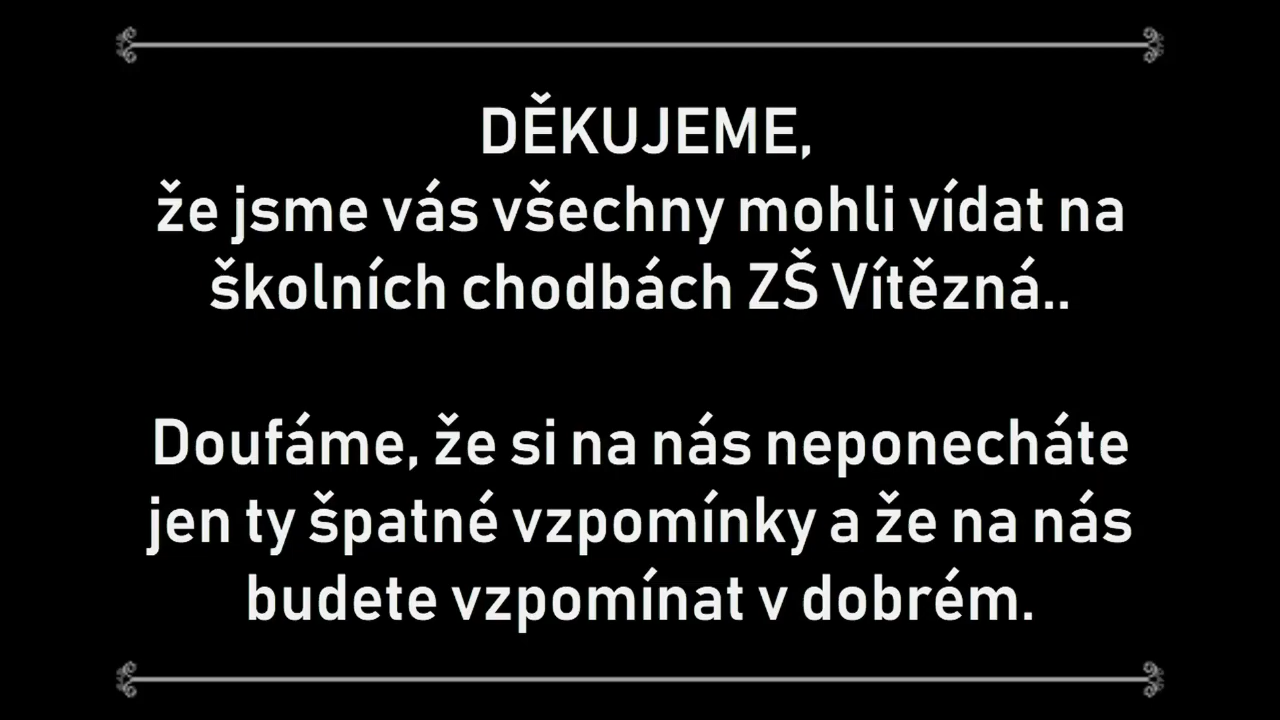 DĚKUJEME,
že jsme vás všechny mohli vídat na
školních chodbách ZŠ Vítězná..
Doufáme, že si na nás neponecháte
jen ty špatné vzpomínky a že na nás
budete vzpomínat v dobrém.